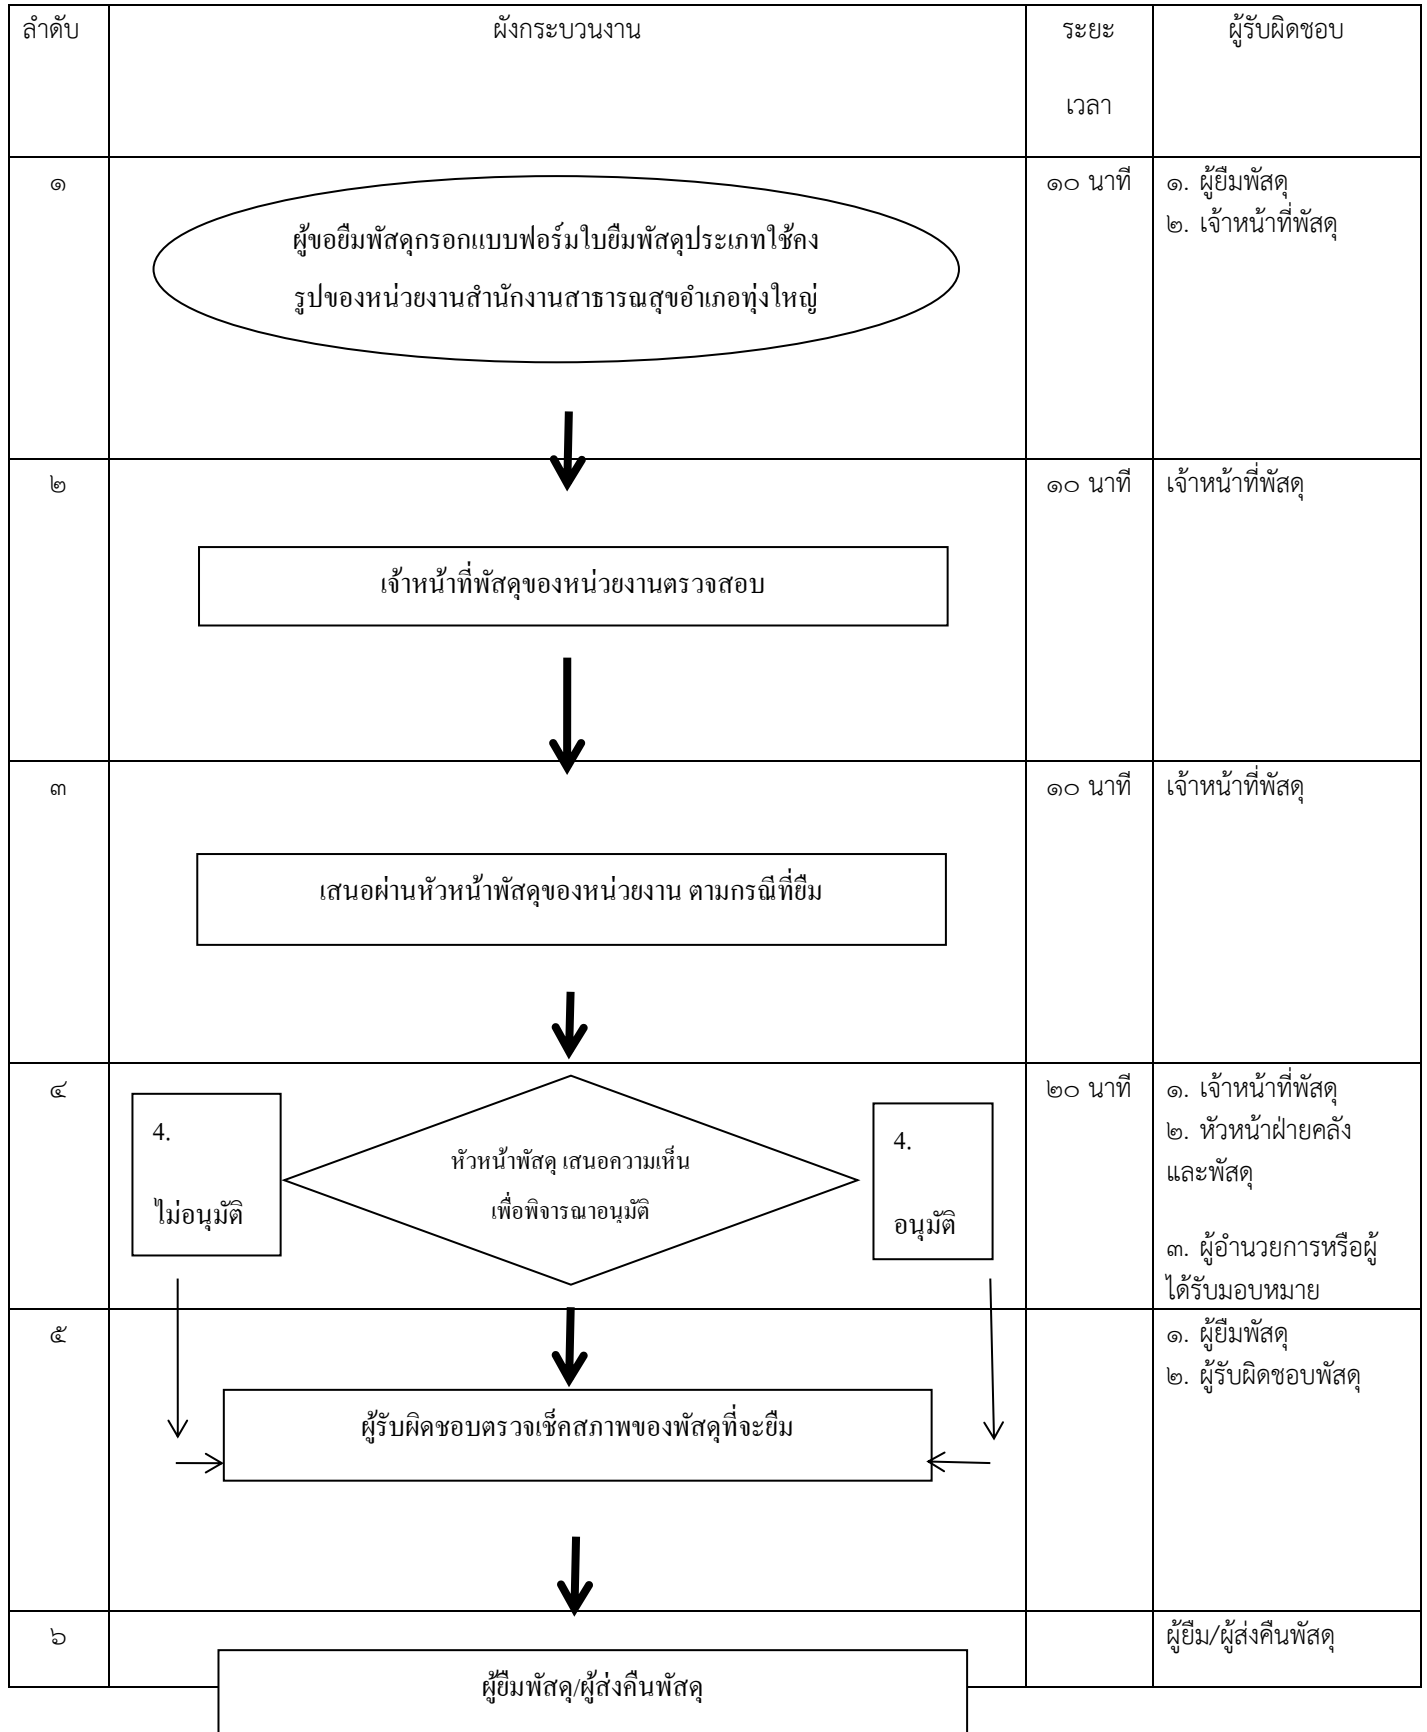 ลำดับ
ผังกระบวนงาน
ระยะ
เวลา
ผู้รับผิดชอบ
๑
ผู้ขอยืมพัสดุกรอกแบบฟอร์มใบยืมพัสดุประเภทใช้คง
รูปของหน่วยงานสำนักงานสาธารณสุขอำเภอทุ่งใหญ่
๑๐ นาที
๑. ผู้ยืมพัสดุ
๒. เจ้าหน้าที่พัสดุ
๒
เจ้าหน้าที่พัสดุของหน่วยงานตรวจสอบ
๑๐ นาที
เจ้าหน้าที่พัสดุ
๓
เสนอผ่านหัวหน้าพัสดุของหน่วยงาน ตามกรณีที่ยืม
๑๐ นาที
เจ้าหน้าที่พัสดุ
๔
4.
ไม่อนุมัติ
หัวหน้าพัสดุ เสนอความเห็น
เพื่อพิจารณาอนุมัติ
4.
อนุมัติ
๒๐ นาที
๑. เจ้าหน้าที่พัสดุ
๒. หัวหน้าฝ่ายคลัง
และพัสดุ
๓. ผู้อำนวยการหรือผู้
ได้รับมอบหมาย
๕
ผู้รับผิดชอบตรวจเช็คสภาพของพัสดุที่จะยืม
๑. ผู้ยืมพัสดุ
๒. ผู้รับผิดชอบพัสดุ
๖
ผู้ยืมพัสดุ/ผู้ส่งคืนพัสดุ
ผู้ยืม/ผู้ส่งคืนพัสดุ